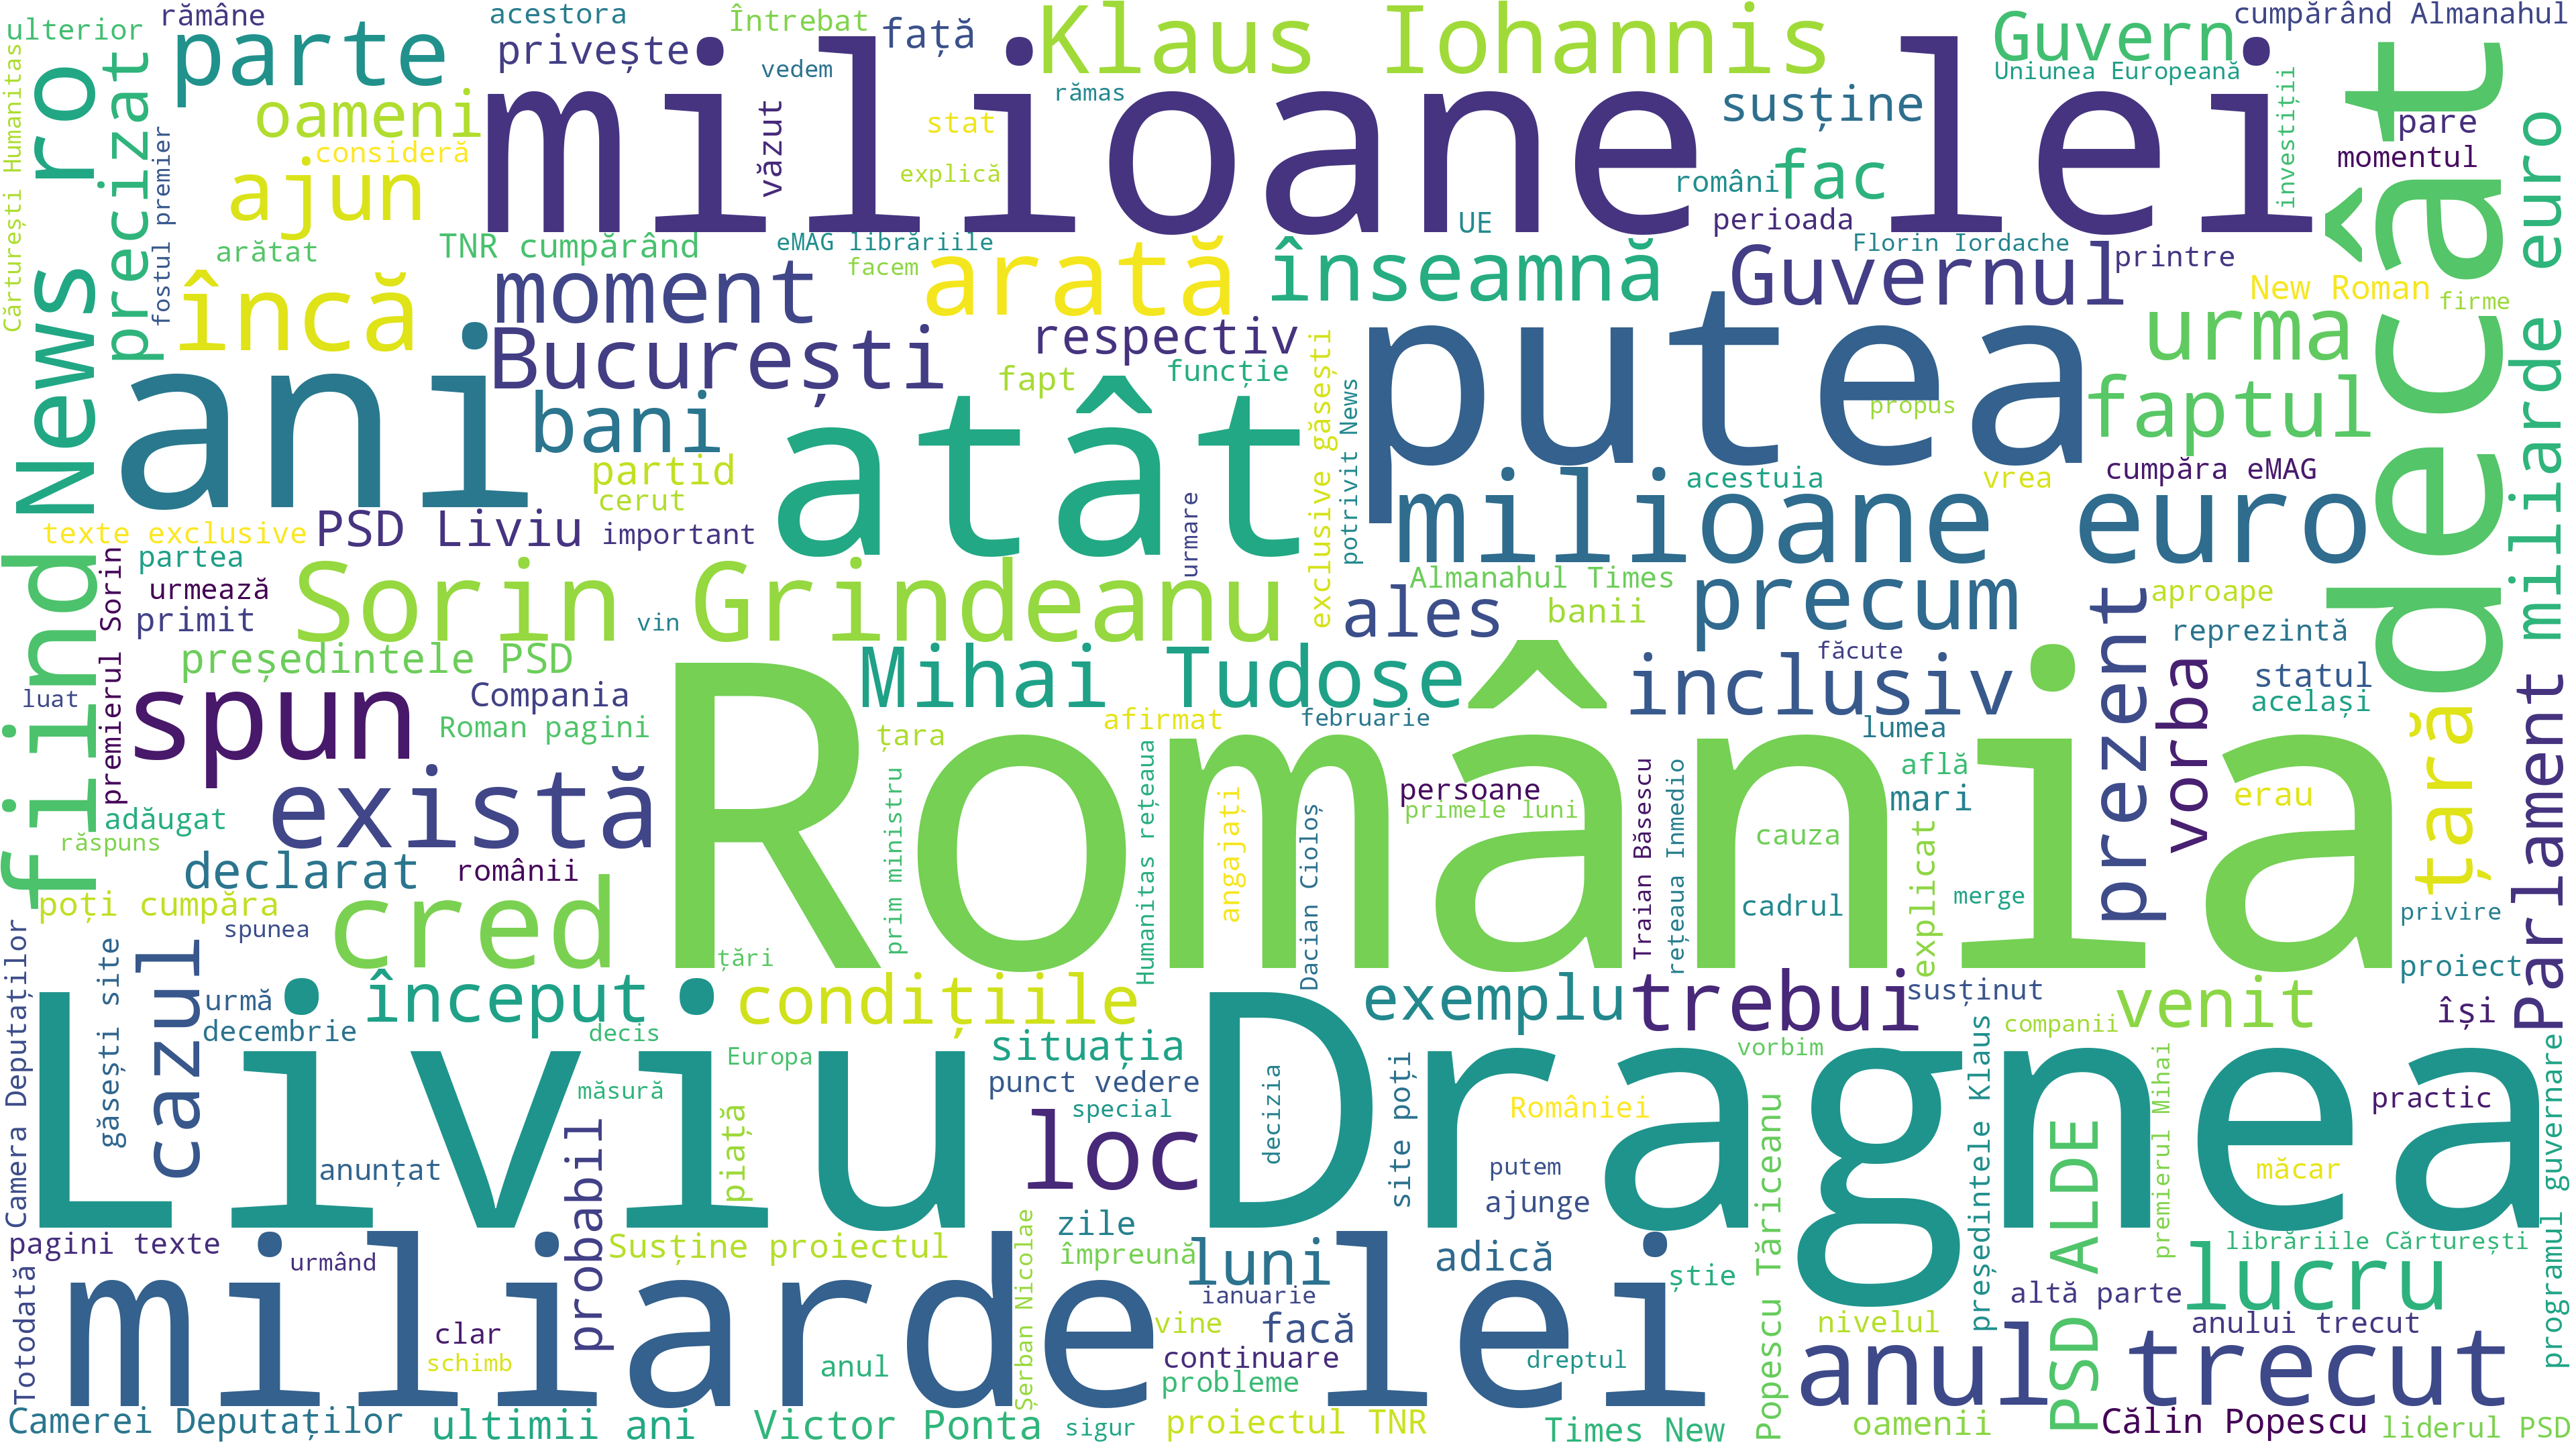 ulterior
rămâne
acestora
Întrebat
față
Klaus Iohannis
Guvern
cumpărând Almanahul
parte
privește
vedem
milioane lei
Uniunea Europeană
Cărturești Humanitas
News ro
precizat
fostul premier
oameni
văzut
rămas
stat
susține
investiții
decât
pare
miliarde euro
consideră
momentul
ajun
explică
români
fac
perioada
UE
arătat
TNR cumpărând
eMAG librăriile
Florin Iordache
printre
încă
moment
facem
arată
înseamnă
Guvernul
New Roman
firme
București
respectiv
urma
ani
bani
fapt
funcție
exclusive găsești
potrivit News
putea
propus
faptul
atât
partid
cerut
acestuia
vrea
cumpăra eMAG
milioane euro
texte exclusive
PSD Liviu
important
urmare
fiind
partea
premierul Sorin
urmează
primit
Sorin Grindeanu
vin
Almanahul Times
ales
banii
precum
prezent
aproape
reprezintă
președintele PSD
Mihai Tudose
făcute
inclusiv
vorba
statul
același
țară
Parlament
luat
spun
Compania
Roman pagini
România
țara
afirmat
februarie
lumea
există
prim ministru
Humanitas rețeaua
angajați
Dacian Cioloș
persoane
primele luni
Traian Băsescu
rețeaua Inmedio
cauza
află
mari
erau
adăugat
răspuns
declarat
românii
explicat
poți cumpăra
cred
spunea
cadrul
merge
privire
Camera Deputaților
găsești site
cazul
țări
proiect
urmă
decembrie
început
condițiile
exemplu
trebui
susținut
venit
își
Liviu Dragnea
decis
Europa
situația
companii
vorbim
măsură
punct vedere
special
decizia
site poți
României
Popescu Tăriceanu
președintele Klaus
PSD ALDE
premierul Mihai
practic
programul guvernare
anunțat
probabil
piață
loc
putem
ajunge
măcar
Șerban Nicolae
zile
pagini texte
Totodată
urmând
Susține proiectul
împreună
luni
adică
știe
librăriile Cărturești
miliarde lei
ianuarie
altă parte
lucru
clar
schimb
vine
facă
nivelul
anului trecut
anul
continuare
dreptul
anul trecut
probleme
Camerei Deputaților
ultimii ani
Victor Ponta
sigur
proiectul TNR
Times New
oamenii
Călin Popescu
liderul PSD